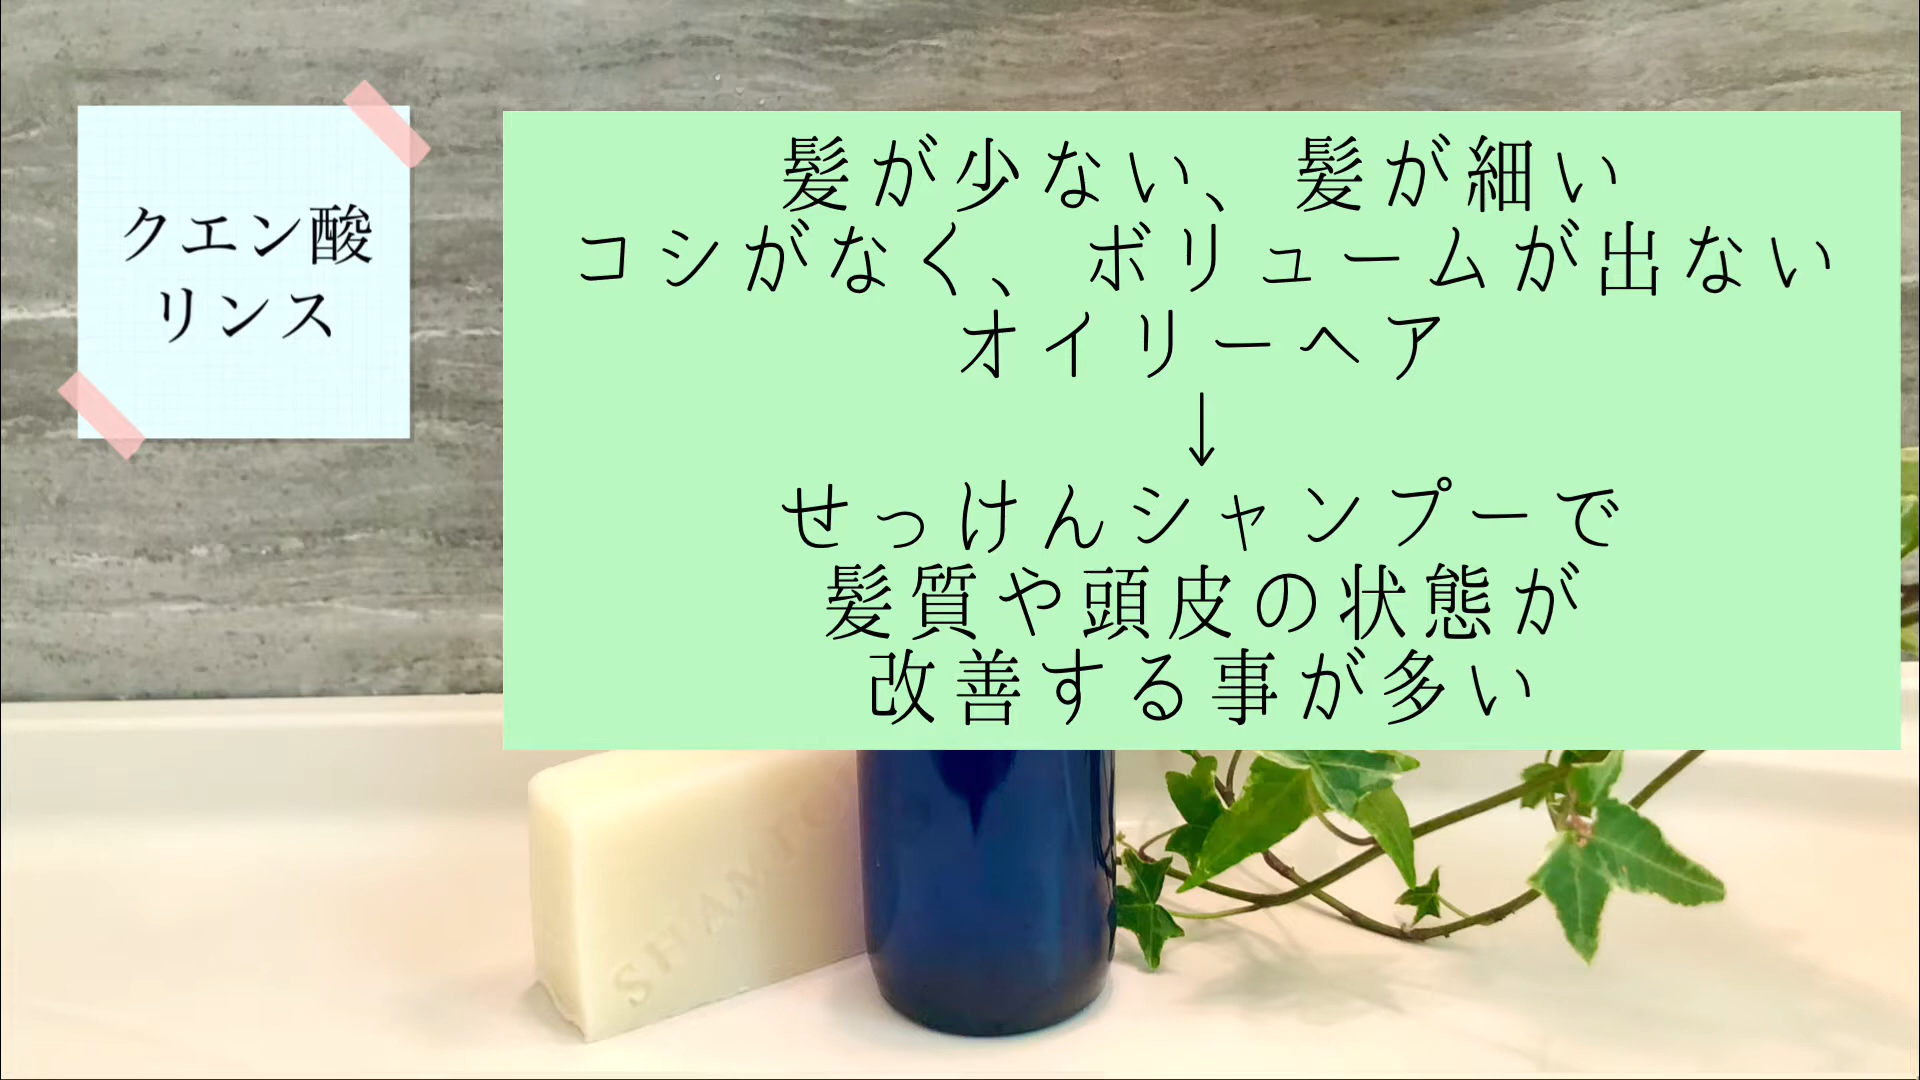 クエン酸
リンス
髪が少ない、髪が細い
コシがなく、ボリュームが出ない
オイリーヘア
↓
せっけんシャンプーで
髪質や頭皮の状態が
改善する事が多い